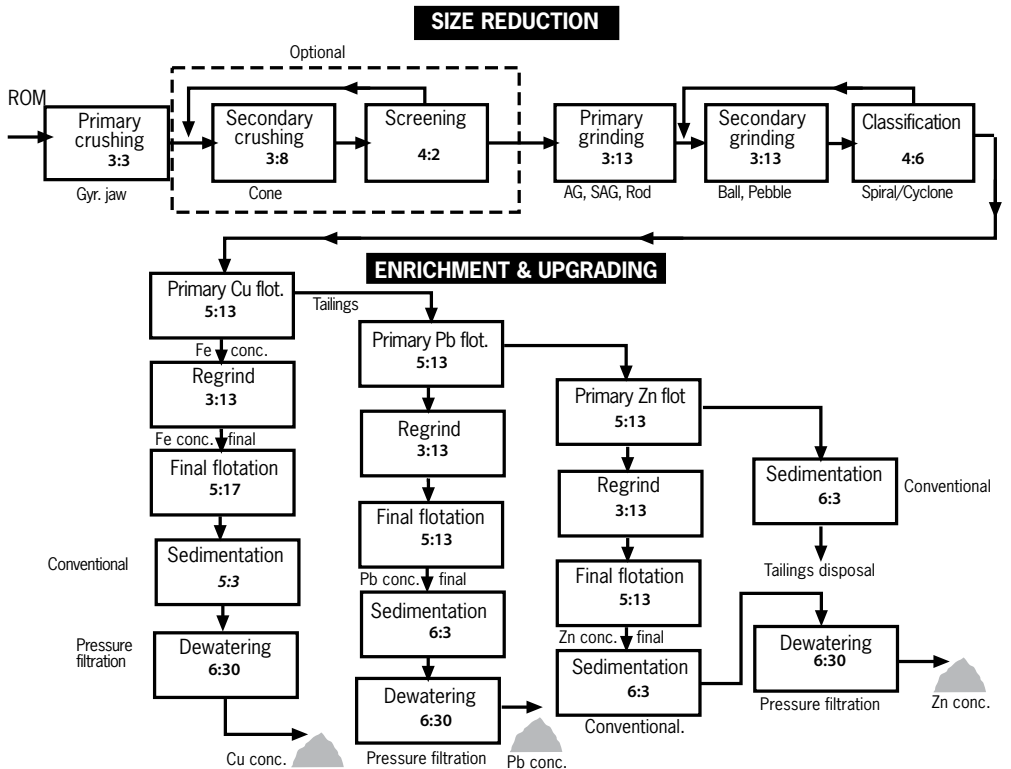 SIZE REDUCTION
Optional
ROM
Primary
crushing
3:3
Gyr. jaw
Secondary
crushing
3:8
Cone
Screening
4:2
Primary
grinding
3:13
AG, SAG, Rod
Secondary
grinding
3:13
Ball, Pebble
Classification
4:6
Spiral/Cyclone
ENRICHMENT & UPGRADING
Primary Cu flot.
5:13
Tailings
Fe conc.
Regrind
3:13
Fe conc. final
Final flotation
5:17
Conventional
Sedimentation
5:3
Pressure
filtration
Dewatering
6:30
Cu conc.
Primary Pb flot.
5:13
Regrind
3:13
Final flotation
5:13
Pb conc. final
Sedimentation
6:3
Dewatering
6:30
Pressure filtration
Pb conc.
Primary Zn flot
5:13
Regrind
3:13
Final flotation
5:13
Zn conc. final
Sedimentation
6:3
Conventional.
Sedimentation
6:3
Conventional
Tailings disposal
Dewatering
6:30
Pressure filtration
Zn conc.